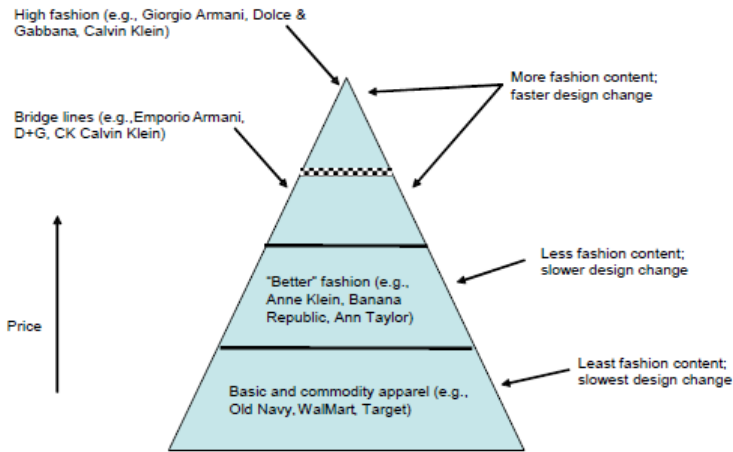 High fashion (e.g., Giorgio Armani, Dolce &
Gabbana, Calvin Klein)
More fashion content;
faster design change
Bridge lines (e.g.,Emporio Armani,
D+G, CK Calvin Klein)
Less fashion content;
slower design change
"Better" fashion (e.g.,
Anne Klein, Banana
Republic, Ann Taylor)
Price
Least fashion content;
slowest design change
Basic and commodity apparel (e.g.,
Old Navy, WalMart, Target)